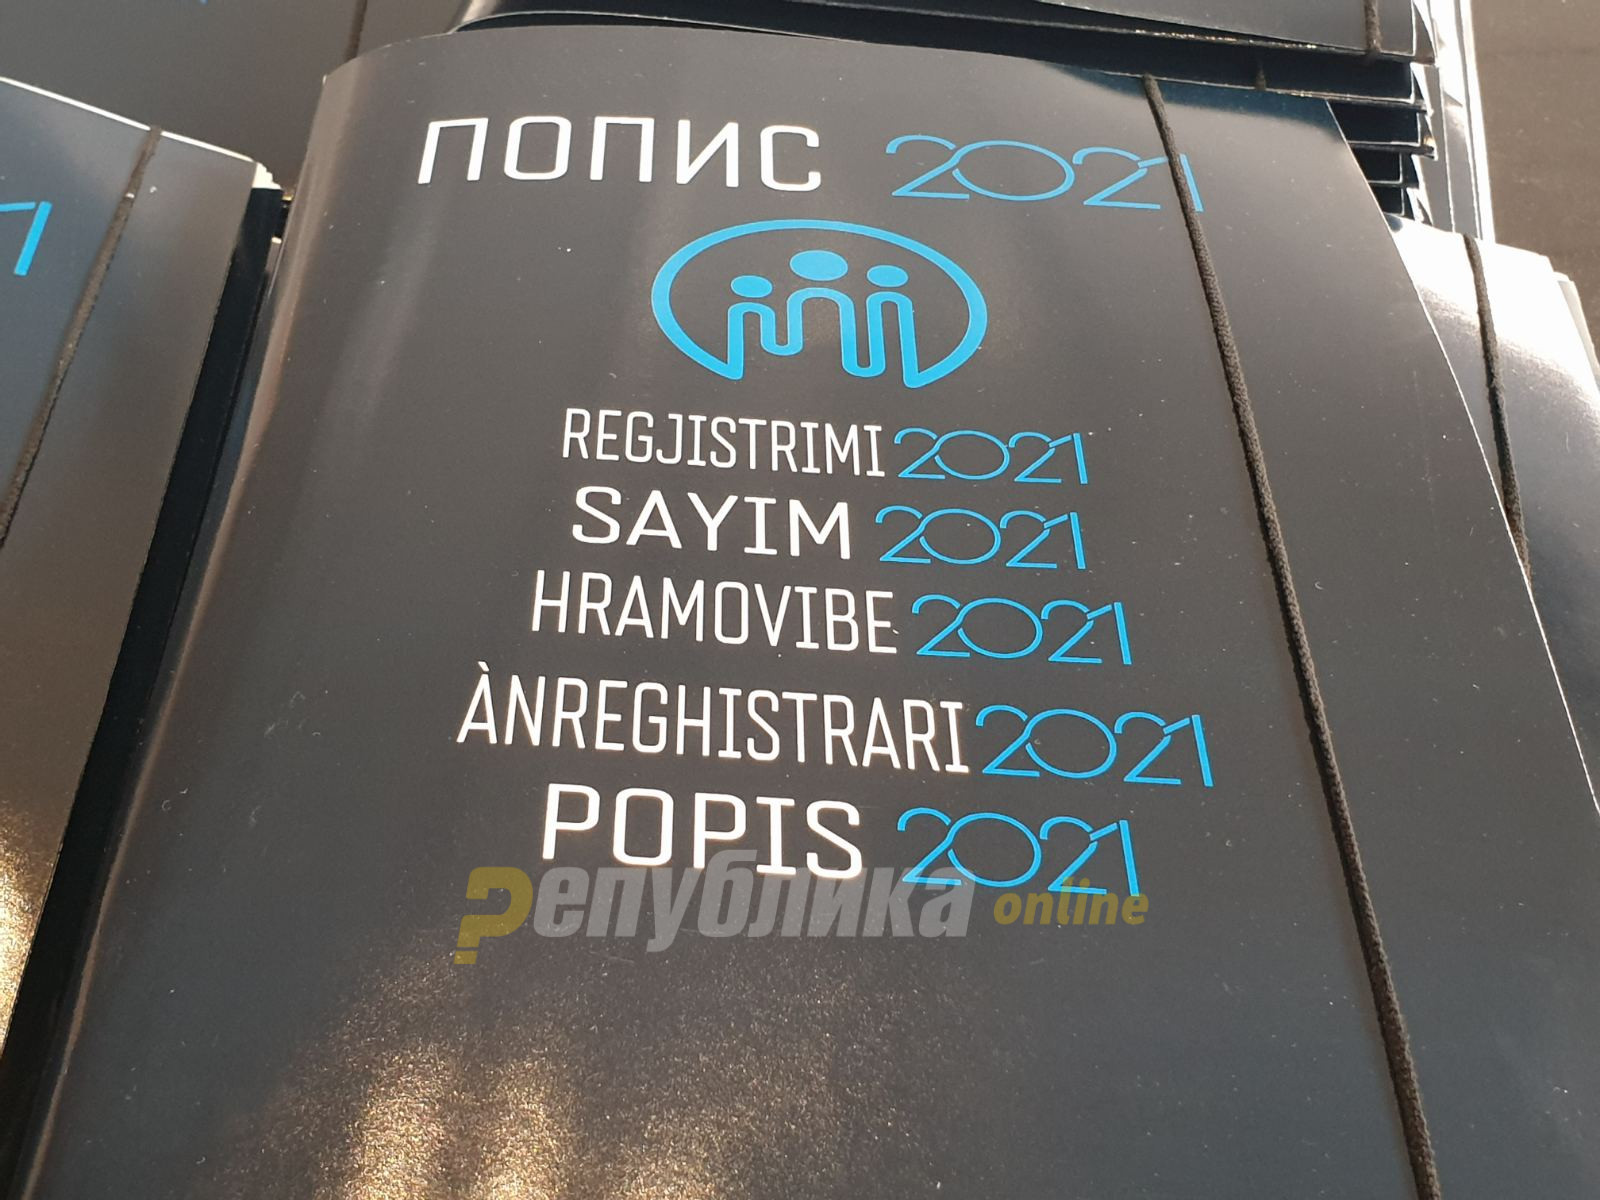 ПОПИС 2021
REGJISTRIMI 2021
SAYIM 2021
HRAMOVIBE 2021
ÀNREGHISTRARI 2021
POPIS 2021
Република online